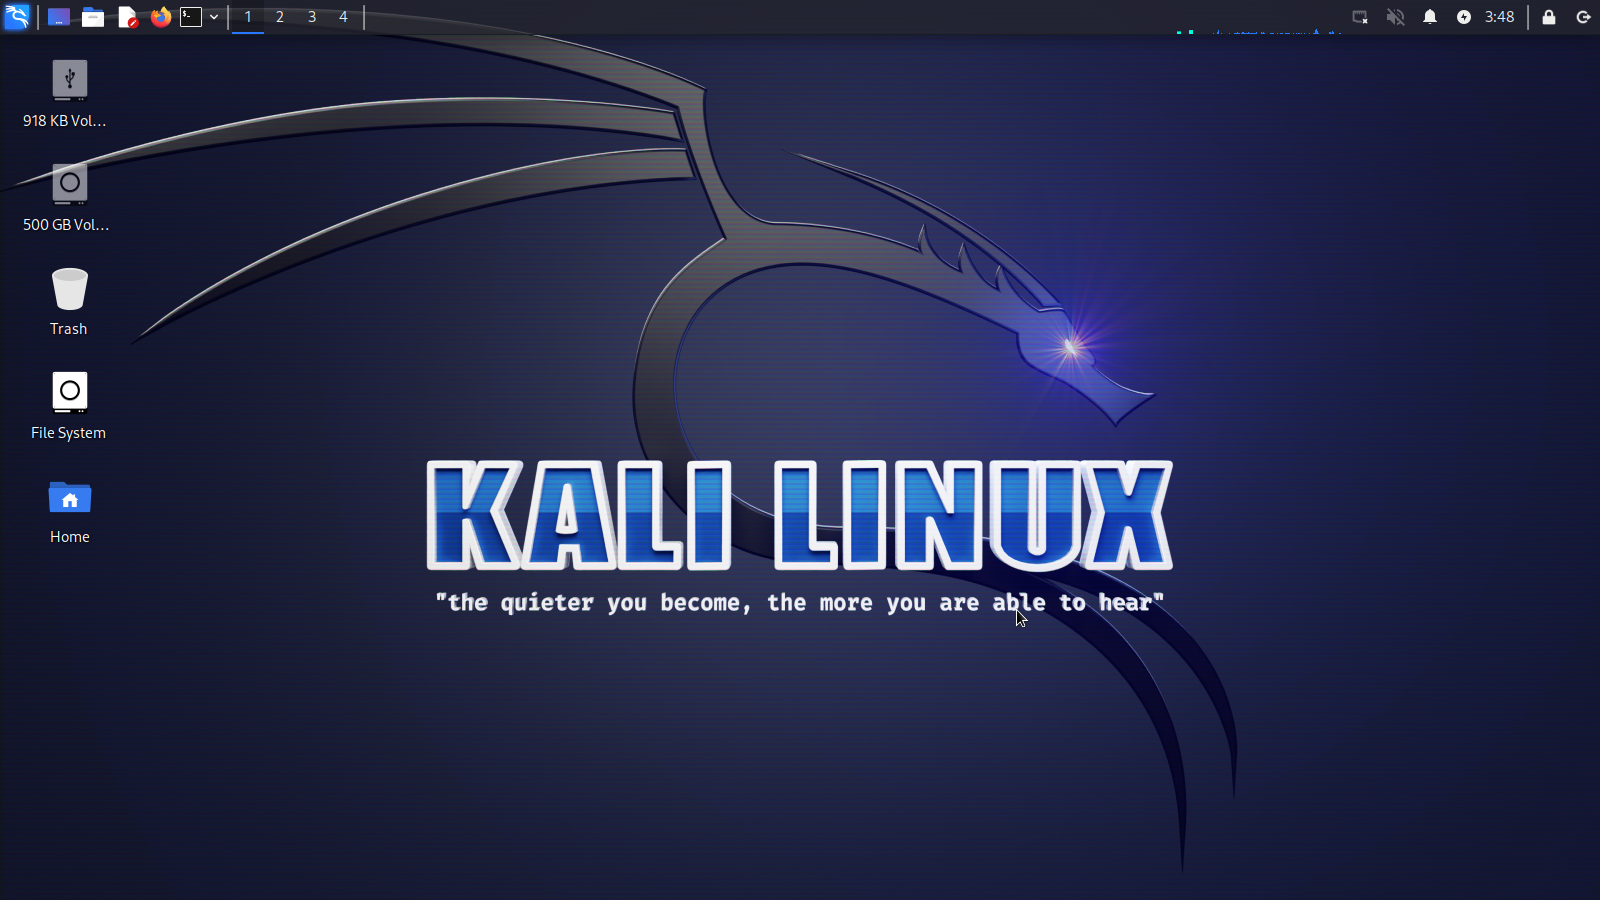 1 2 3 4
3:48
918 KB Vol...
500 GB Vol...
Trash
File System
Home
KALI LINUX
"the quieter you become, the more you are able to hear"